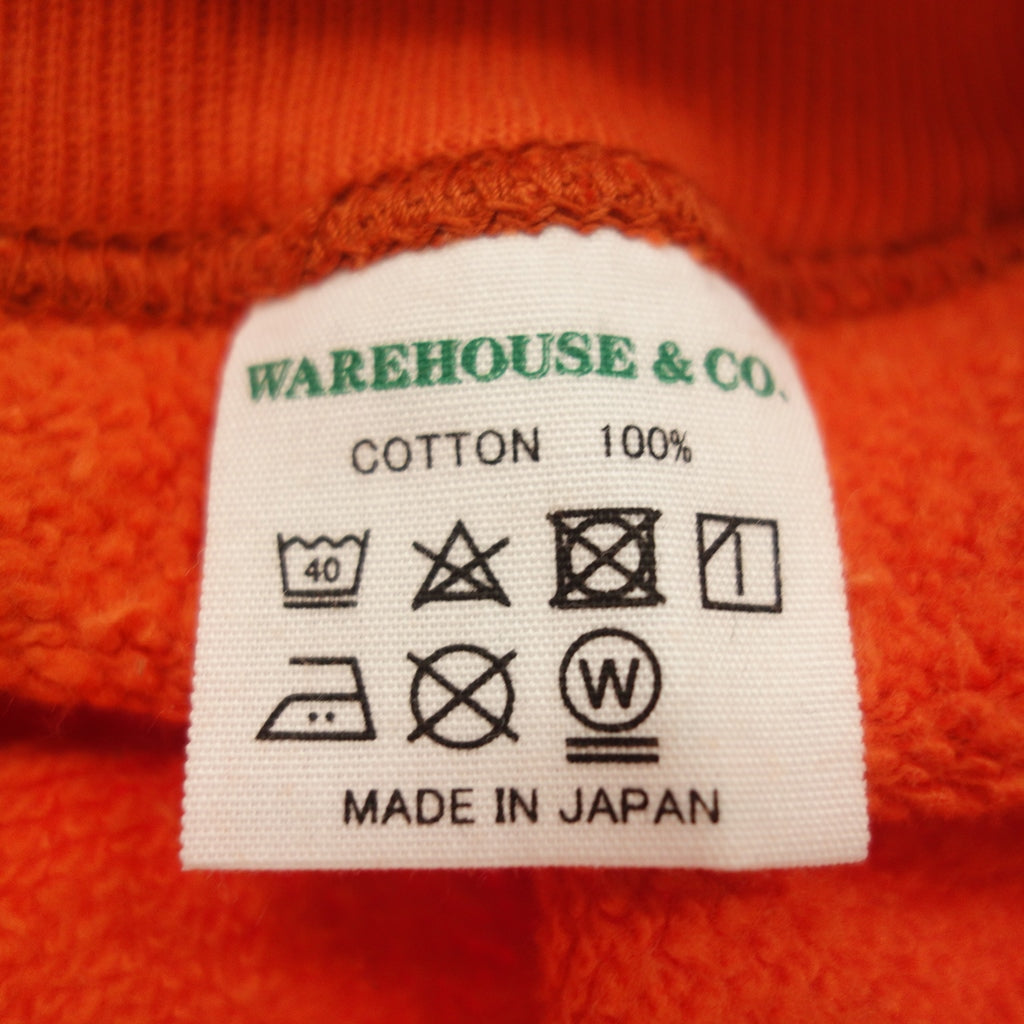 WAREHOUSE & CO.
COTTON 100%
40
W
MADE IN JAPAN